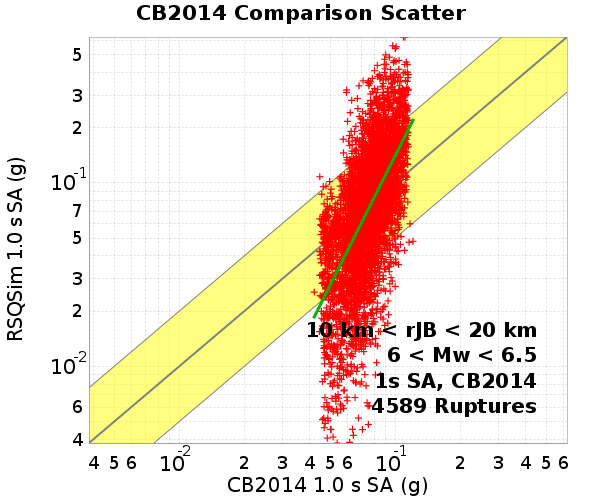 CB2014 Comparison Scatter
RSQSim 1.0 s SA (g)
5
3
2
10-1
7
5
3
2
10-2
6
4
10 km < rJB < 20 km
6 < Mw < 6.5
1s SA, CB2014
4589 Ruptures
4 5 6 10-2 2 3 4 5 6 10-1 2 3 4 5 6
CB2014 1.0 s SA (g)